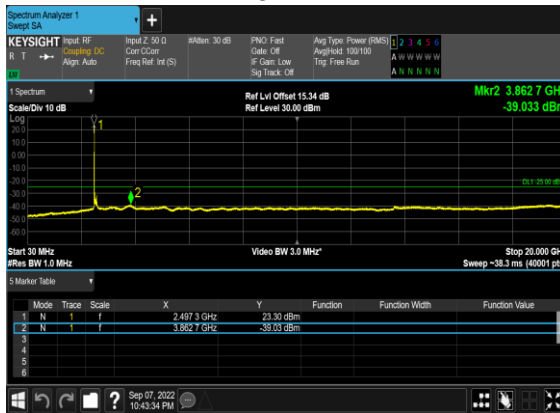 Spectrum Analyzer 1
Swept SA
KEYSIGHT Input: RF Input Z: 50 Ω #Atten: 30 dB PNO: Fast Avg Type: Power (RMS) 1 2 3 4 5 6
R T Coupling: DC Corr CCorr Gate: Off Avg|Hold: 100/100 A W W W W W
Align: Auto Freq Ref: Int (S) IF Gain: Low Trig: Free Run
Sig Track: Off A N N N N N
1 Spectrum Ref Lvl Offset 15.34 dB Mkr2 3.862 7 GH
Scale/Div 10 dB Ref Level 30.00 dBm -39.033 dBr
Log
20.0
10.0
0.00
-10.0
-20.0
-30.0
-40.0
-50.0
-60.0
1
2
Start 30 MHz Video BW 3.0 MHz* Stop 20.000 GH
#Res BW 1.0 MHz Sweep ~38.3 ms (40001 pt
5 Marker Table
Mode Trace Scale X Y Function Function Width Function Value
1 N 1 f 2.497 3 GHz 23.30 dBm
2 N 1 f 3.862 7 GHz -39.03 dBm
3
4
5
6
? Sep 07, 2022
10:43:34 PM